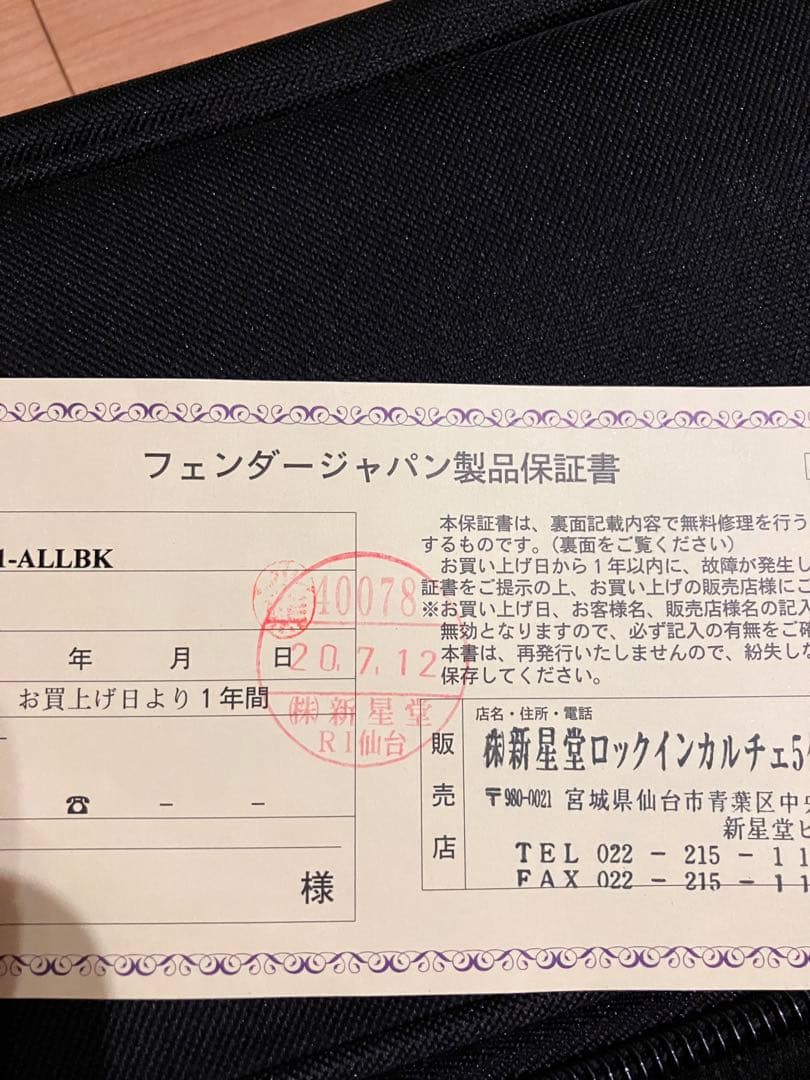 フェンダージャパン製品保証書
1-ALLBK
年 月 日
お買上げ日より1年間
☎ － －
様
40078
20.7.12
㈱新星堂
RI仙台
本保証書は、裏面記載内容で無料修理を行う
するものです。(裏面をご覧ください)
お買い上げ日から1年以内に、故障が発生し
証書をご提示の上、お買い上げの販売店様にご
※お買い上げ日、お客様名、販売店様名の記入
無効となりますので、必ず記入の有無をご確
本書は、再発行いたしませんので、紛失しな
保存してください。
販売店
店名・住所・電話
㈱新星堂ロックインカルチェ5
〒980-0021 宮城県仙台市青葉区中央
新星堂ビ
TEL 022 － 215 － 11
FAX 022 － 215 － 11